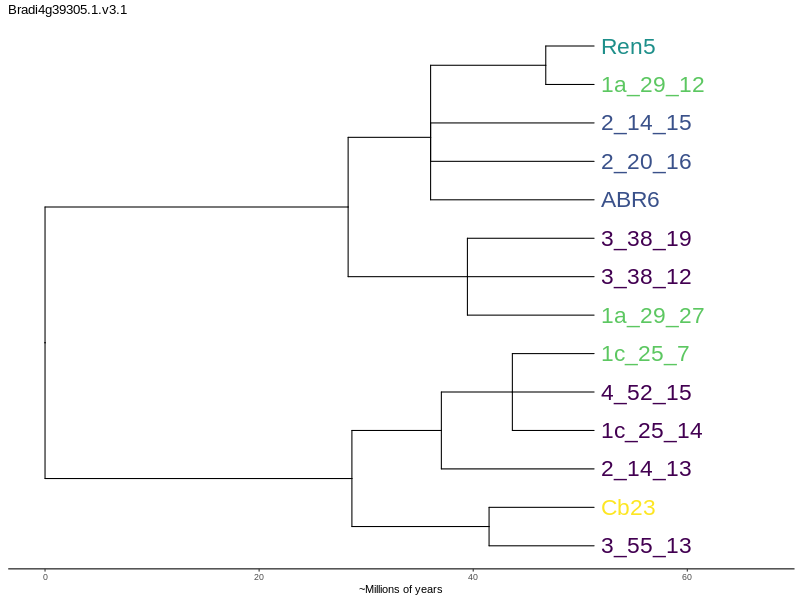 Bradi4g39305.1.v3.1
Ren5
1a_29_12
2_14_15
2_20_16
ABR6
3_38_19
3_38_12
1a_29_27
1c_25_7
4_52_15
1c_25_14
2_14_13
Cb23
3_55_13
0 20 40 60
~Millions of years